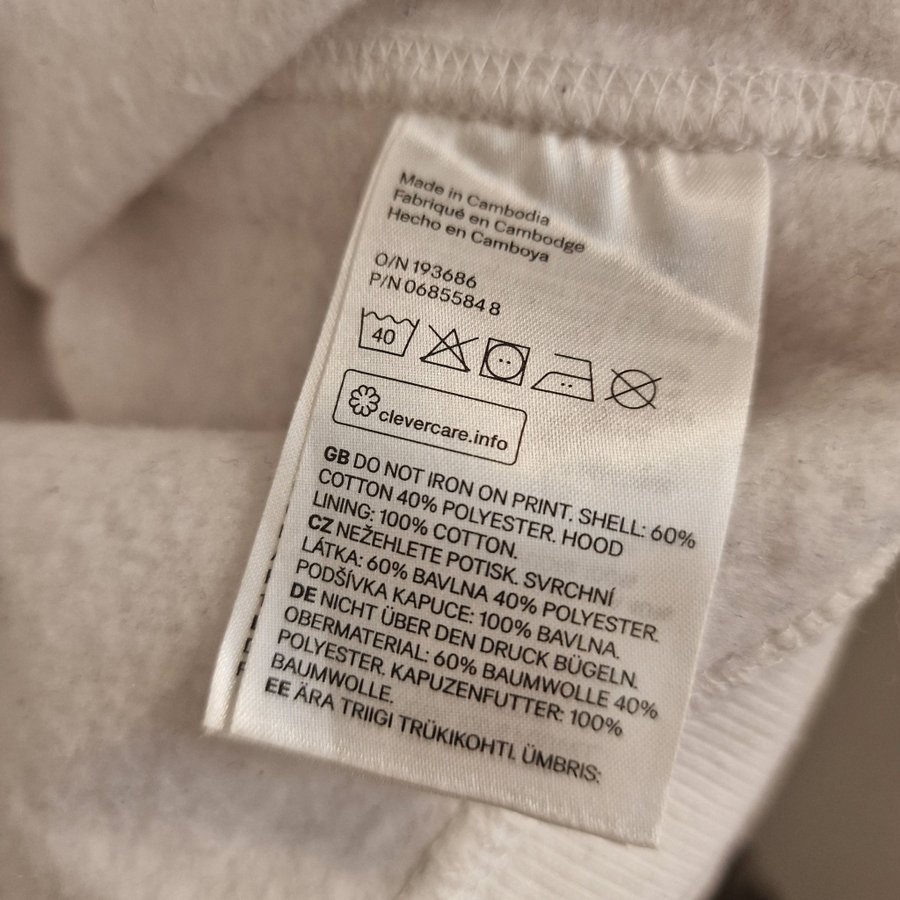 Made in Cambodia
Fabriqué en Cambodge
Hecho en Camboya
O/N 193686
P/N 0685584 8
40
clevercare.info
GB DO NOT IRON ON PRINT. SHELL: 60%
COTTON 40% POLYESTER. HOOD
LINING: 100% COTTON.
CZ NEŽEHLETE POTISK. SVRCHNÍ
LÁTKA: 60% BAVLNA 40% POLYESTER.
PODŠÍVKA KAPUCE: 100% BAVLNA.
DE NICHT ÜBER DEN DRUCK BÜGELN.
OBERMATERIAL: 60% BAUMWOLLE 40%
POLYESTER. KAPUZENFUTTER: 100%
BAUMWOLLE.
EE ÄRA TRIIGI TRÜKIKOHTI. ÜMBRIS: